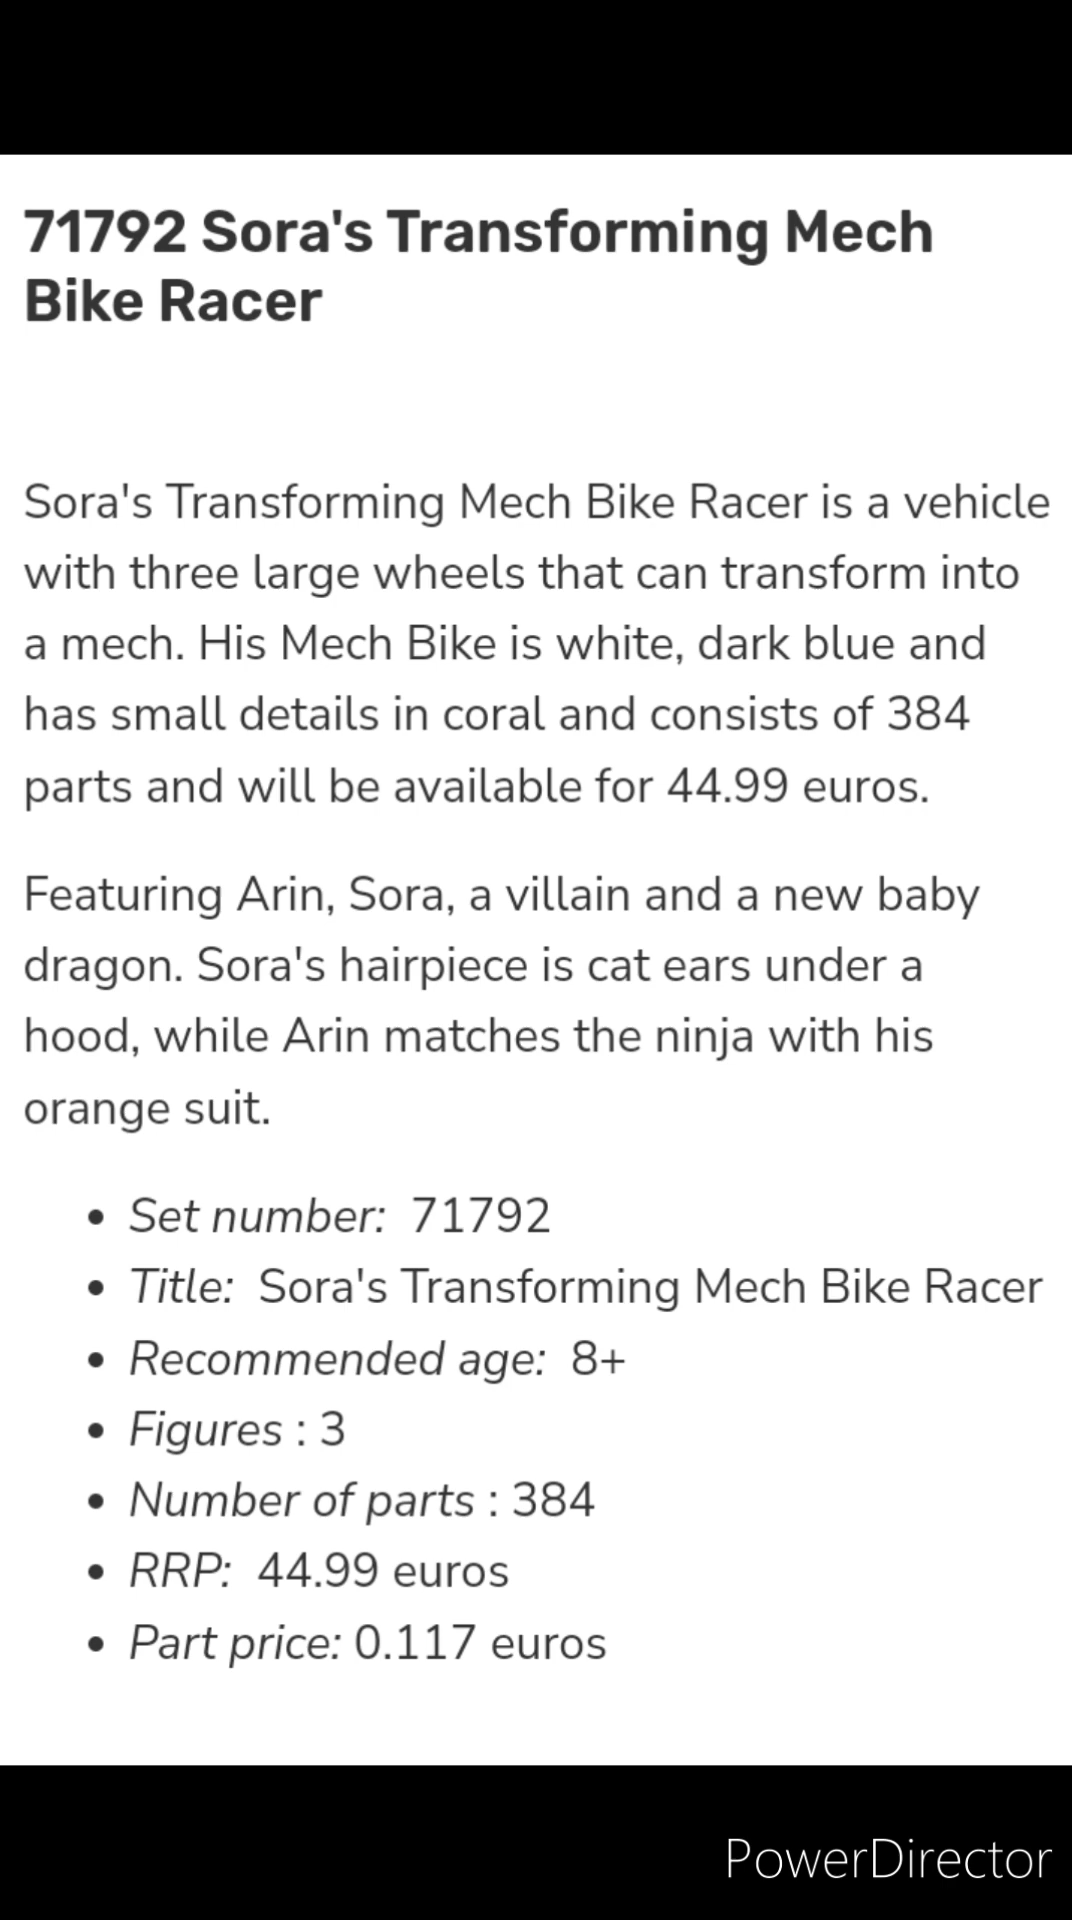 71792 Sora's Transforming Mech
Bike Racer
Sora's Transforming Mech Bike Racer is a vehicle
with three large wheels that can transform into
a mech. His Mech Bike is white, dark blue and
has small details in coral and consists of 384
parts and will be available for 44.99 euros.
Featuring Arin, Sora, a villain and a new baby
dragon. Sora's hairpiece is cat ears under a
hood, while Arin matches the ninja with his
orange suit.
• Set number: 71792
• Title: Sora's Transforming Mech Bike Racer
• Recommended age: 8+
• Figures : 3
• Number of parts : 384
• RRP: 44.99 euros
• Part price: 0.117 euros
PowerDirector